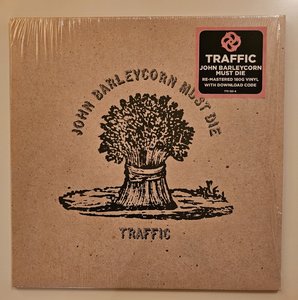 TRAFFIC
JOHN BARLEYCORN
MUST DIE
RE-MASTERED 180G VINYL
WITH DOWNLOAD CODE
JOHN BARLEYCORN MUST DIE
TRAFFIC